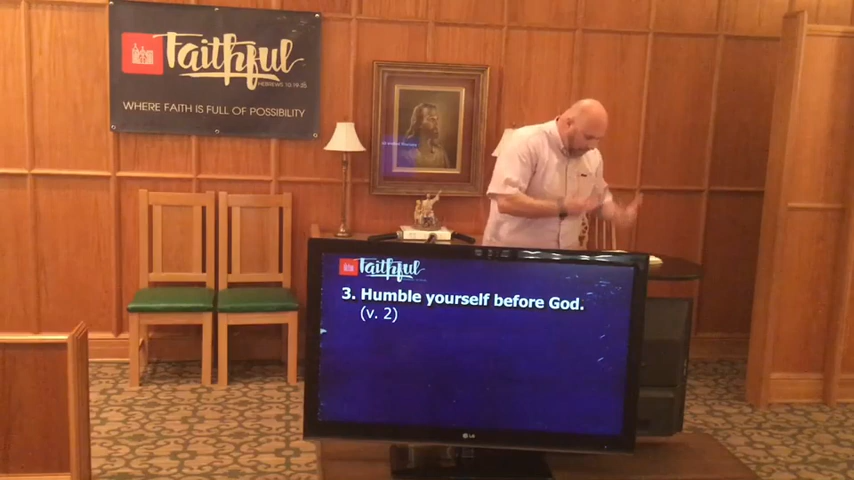 Faithful
HEBREWS 10:19-25
WHERE FAITH IS FULL OF POSSIBILITY
Faithful
3. Humble yourself before God.
(v. 2)
LG